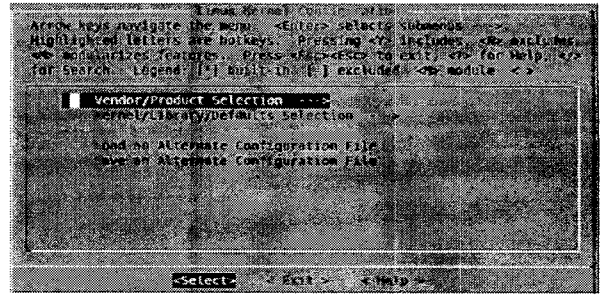 Linux Kernel Configuration
Arrow keys navigate the menu. <Enter> selects submenus --->.
Highlighted letters are hotkeys. Pressing <Y> includes, <N> excludes,
<M> modularizes features. Press <Esc><Esc> to exit, <?> for Help, </>
for Search. Legend: [*] built-in [ ] excluded <M> module < >
Vendor/Product Selection --->
Kernel/Library/Defaults Selection --->
Load an Alternate Configuration File
Save an Alternate Configuration File
<Select> < Exit > < Help >